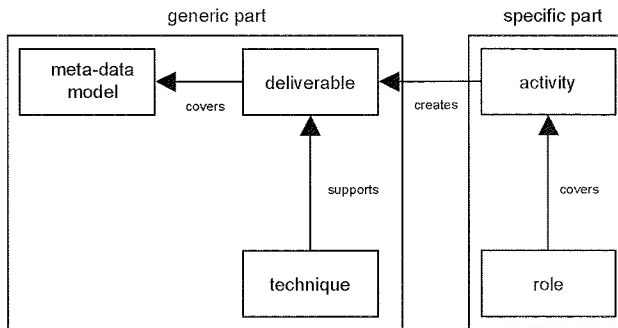 generic part
specific part
meta-data
model
deliverable
activity
covers
creates
supports
covers
technique
role